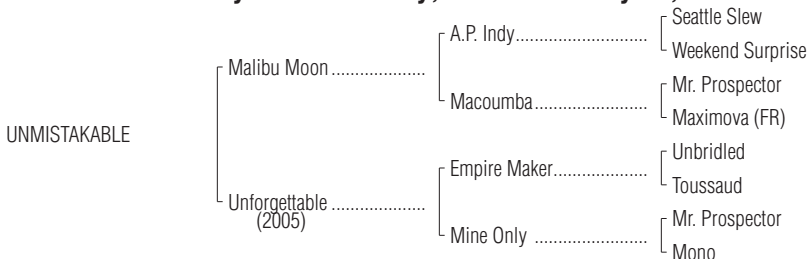 Seattle Slew
A.P. Indy..............................
Weekend Surprise
Malibu Moon .....................
Mr. Prospector
Macoumba.........................
Maximova (FR)
UNMISTAKABLE
Unbridled
Empire Maker.....................
Toussaud
Unforgettable .....................
(2005)
Mr. Prospector
Mine Only .........................
Mono